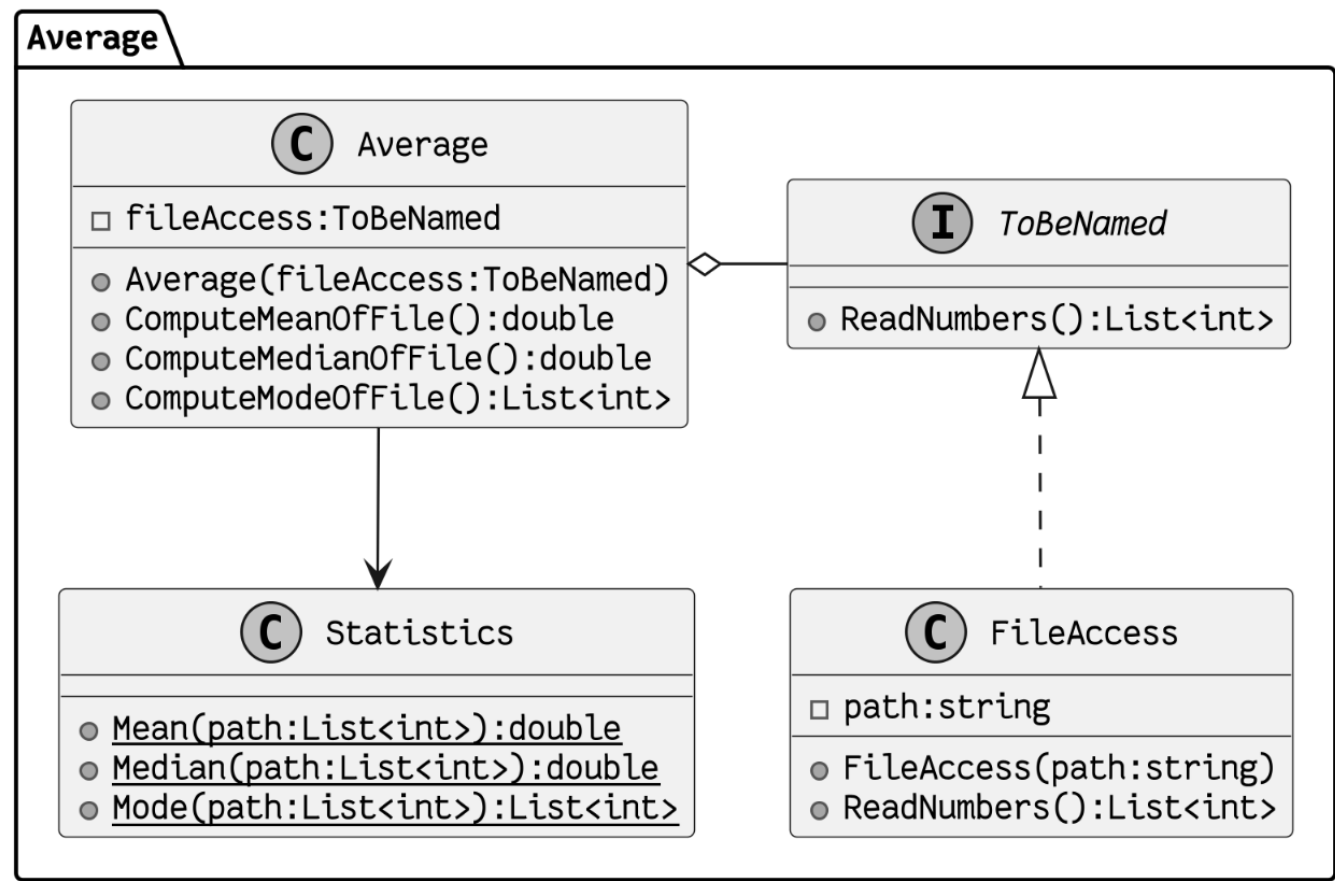 Average
C Average
fileAccess:ToBeNamed
Average(fileAccess:ToBeNamed)
ComputeMeanOfFile():double
ComputeMedianOfFile():double
ComputeModeOfFile():List<int>
I ToBeNamed
ReadNumbers():List<int>
C Statistics
Mean(path:List<int>):double
Median(path:List<int>):double
Mode(path:List<int>):List<int>
C FileAccess
path:string
FileAccess(path:string)
ReadNumbers():List<int>